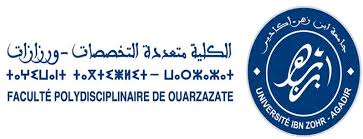 الكلية متعددة التخصصات - ورزازات
FACULTÉ POLYDISCIPLINAIRE DE OUARZAZATE
جامعة ابن زهر أكادير
UNIVERSITÉ IBN ZOHR - AGADIR